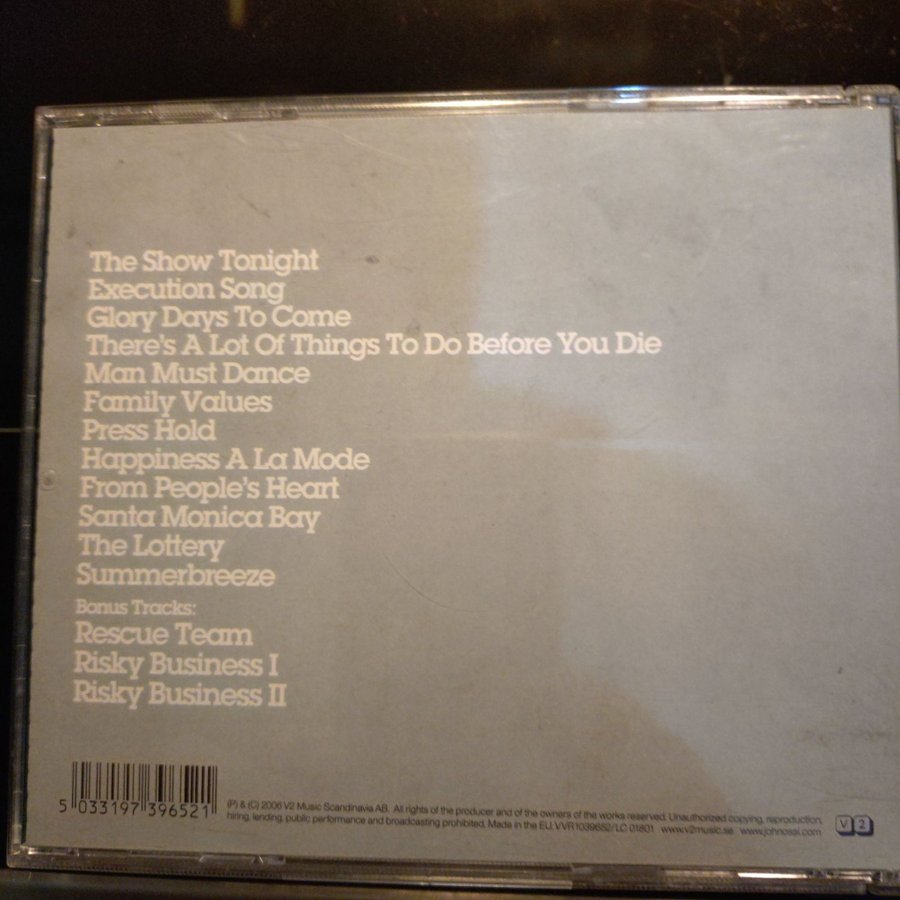 The Show Tonight
Execution Song
Glory Days To Come
There's A Lot Of Things To Do Before You Die
Man Must Dance
Family Values
Press Hold
Happiness A La Mode
From People's Heart
Santa Monica Bay
The Lottery
Summerbreeze
Bonus Tracks:
Rescue Team
Risky Business I
Risky Business II
5 033197 396521
(P) & (C) 2006 V2 Music Scandinavia AB. All rights of the producer and of the owners of the works reserved. Unauthorized copying, reproduction,
hiring, lending, public performance and broadcasting prohibited. Made in the EU. VVR1039652/LC 01801 www.v2music.se www.johnossi.com
V 2